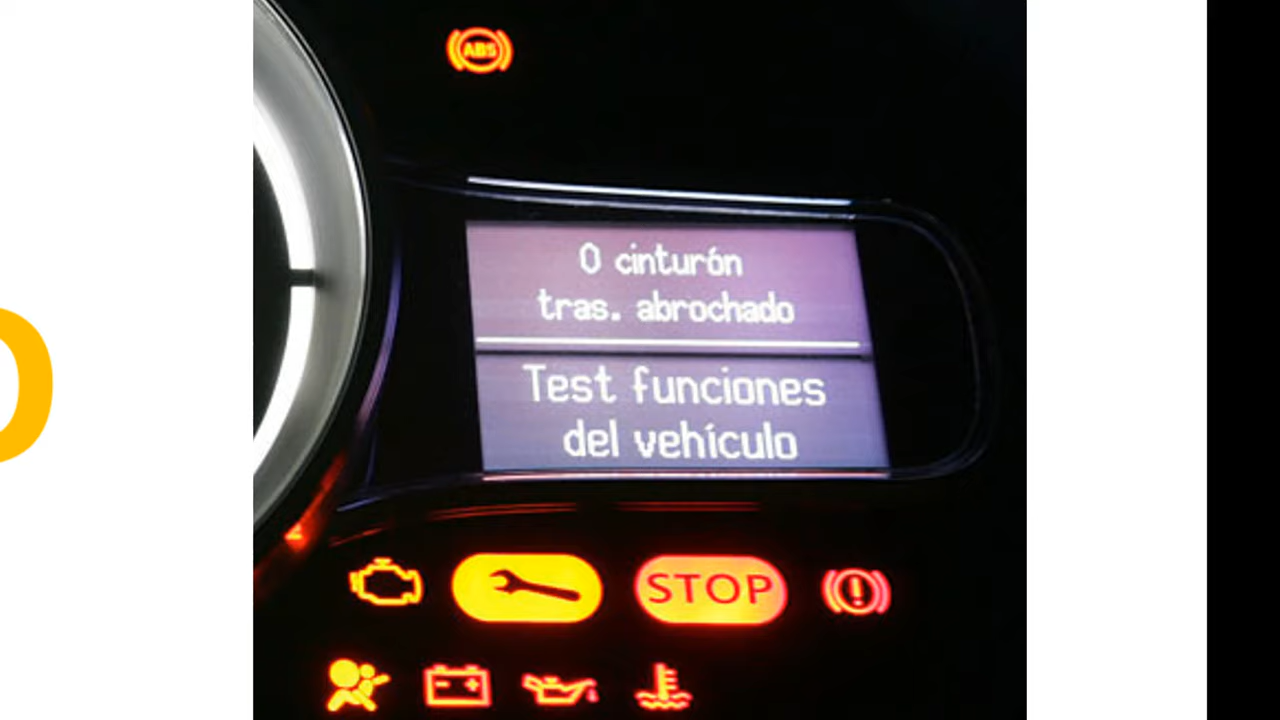 ABS
0 cinturón
tras. abrochado
Test funciones
del vehículo
STOP